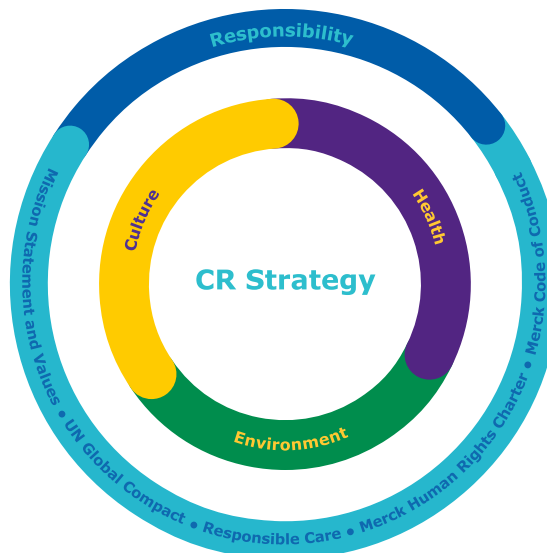 Responsibility
Culture
Health
CR Strategy
Environment
Mission Statement and Values • UN Global Compact • Responsible Care • Merck Human Rights Charter • Merck Code of Conduct